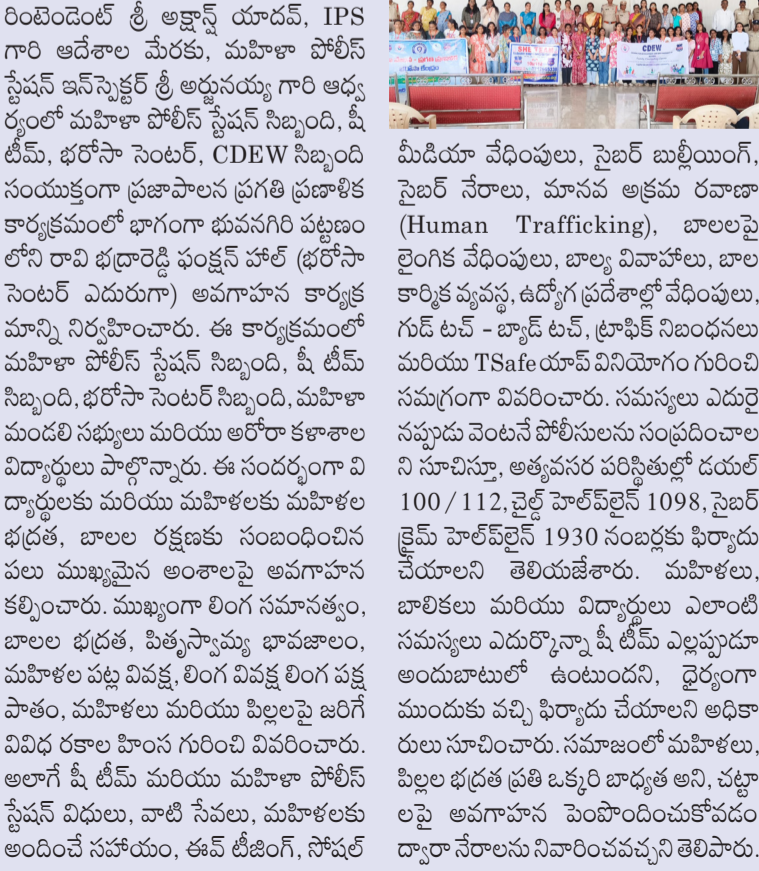 రింటెండెంట్ శ్రీ అక్షాన్ష్ యాదవ్, IPS
గారి ఆదేశాల మేరకు, మహిళా పోలీస్
స్టేషన్ ఇన్‌స్పెక్టర్ శ్రీ అర్జునయ్య గారి ఆధ్వ
ర్యంలో మహిళా పోలీస్ స్టేషన్ సిబ్బంది, షీ
టీమ్, భరోసా సెంటర్, CDEW సిబ్బంది
సంయుక్తంగా ప్రజాపాలన ప్రగతి ప్రణాళిక
కార్యక్రమంలో భాగంగా భువనగిరి పట్టణం
లోని రావి భద్రారెడ్డి ఫంక్షన్ హాల్ (భరోసా
సెంటర్ ఎదురుగా) అవగాహన కార్యక్ర
మాన్ని నిర్వహించారు. ఈ కార్యక్రమంలో
మహిళా పోలీస్ స్టేషన్ సిబ్బంది, షీ టీమ్
సిబ్బంది, భరోసా సెంటర్ సిబ్బంది, మహిళా
మండలి సభ్యులు మరియు అరోరా కళాశాల
విద్యార్థులు పాల్గొన్నారు. ఈ సందర్భంగా వి
ద్యార్థులకు మరియు మహిళలకు మహిళల
భద్రత, బాలల రక్షణకు సంబంధించిన
పలు ముఖ్యమైన అంశాలపై అవగాహన
కల్పించారు. ముఖ్యంగా లింగ సమానత్వం,
బాలల భద్రత, పితృస్వామ్య భావజాలం,
మహిళల పట్ల వివక్ష, లింగ వివక్ష లింగ పక్ష
పాతం, మహిళలు మరియు పిల్లలపై జరిగే
వివిధ రకాల హింస గురించి వివరించారు.
అలాగే షీ టీమ్ మరియు మహిళా పోలీస్
స్టేషన్ విధులు, వాటి సేవలు, మహిళలకు
అందించే సహాయం, ఈవ్ టీజింగ్, సోషల్
SHE TEAM
CDEW
మీడియా వేధింపులు, సైబర్ బుల్లీయింగ్,
సైబర్ నేరాలు, మానవ అక్రమ రవాణా
(Human Trafficking), బాలలపై
లైంగిక వేధింపులు, బాల్య వివాహాలు, బాల
కార్మిక వ్యవస్థ, ఉద్యోగ ప్రదేశాల్లో వేధింపులు,
గుడ్ టచ్ - బ్యాడ్ టచ్, ట్రాఫిక్ నిబంధనలు
మరియు TSafe యాప్ వినియోగం గురించి
సమగ్రంగా వివరించారు. సమస్యలు ఎదురై
నప్పుడు వెంటనే పోలీసులను సంప్రదించాల
ని సూచిస్తూ, అత్యవసర పరిస్థితుల్లో డయల్
100/112, చైల్డ్ హెల్ప్‌లైన్ 1098, సైబర్
క్రైమ్ హెల్ప్‌లైన్ 1930 నంబర్లకు ఫిర్యాదు
చేయాలని తెలియజేశారు. మహిళలు,
బాలికలు మరియు విద్యార్థులు ఎలాంటి
సమస్యలు ఎదుర్కొన్నా షీ టీమ్ ఎల్లప్పుడూ
అందుబాటులో ఉంటుందని, ధైర్యంగా
ముందుకు వచ్చి ఫిర్యాదు చేయాలని అధికా
రులు సూచించారు. సమాజంలో మహిళలు,
పిల్లల భద్రత ప్రతి ఒక్కరి బాధ్యత అని, చట్టా
లపై అవగాహన పెంపొందించుకోవడం
ద్వారా నేరాలను నివారించవచ్చని తెలిపారు.